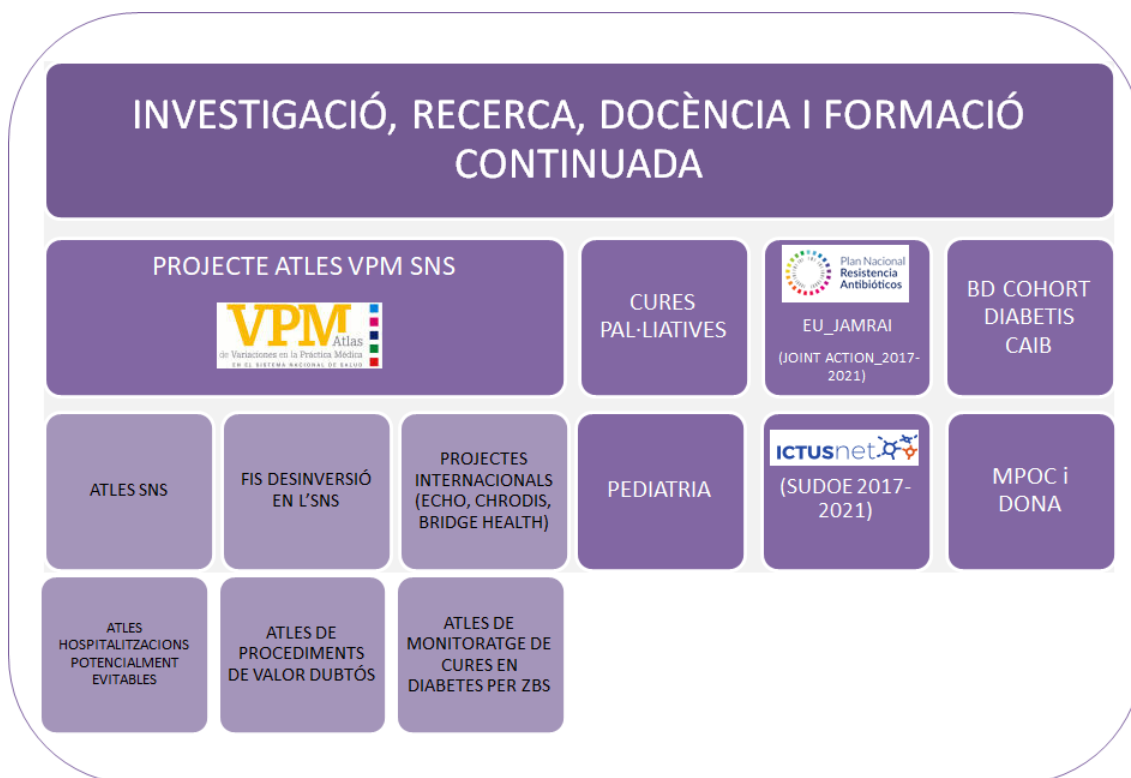 INVESTIGACIÓ, RECERCA, DOCÈNCIA I FORMACIÓ
CONTINUADA
PROJECTE ATLES VPM SNS
VPM
Atlas
de Variaciones en la Práctica Médica
EN EL SISTEMA NACIONAL DE SALUD
CURES
PAL·LIATIVES
Plan Nacional
Resistencia
Antibióticos
EU_JAMRAI
(JOINT ACTION_2017-
2021)
BD COHORT
DIABETIS
CAIB
ATLES SNS
FIS DESINVERSIÓ
EN L'SNS
PROJECTES
INTERNACIONALS
(ECHO, CHRODIS,
BRIDGE HEALTH)
PEDIATRIA
ICTUSnet
(SUDOE 2017-
2021)
MPOC i
DONA
ATLES
HOSPITALITZACIONS
POTENCIALMENT
EVITABLES
ATLES DE
PROCEDIMENTS
DE VALOR DUBTÓS
ATLES DE
MONITORATGE DE
CURES EN
DIABETES PER ZBS